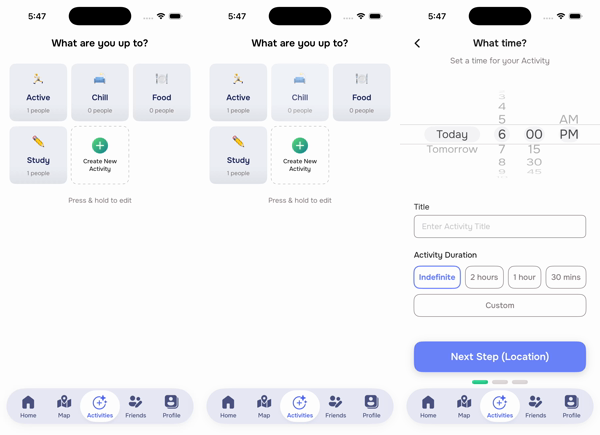 5:47
What are you up to?
Active
1 people
Chill
0 people
Food
0 people
Study
1 people
Create New
Activity
Press & hold to edit
Home
Map
Activities
Friends
Profile
5:47
What are you up to?
Active
1 people
Chill
0 people
Food
0 people
Study
1 people
Create New
Activity
Press & hold to edit
Home
Map
Activities
Friends
Profile
5:47
What time?
Set a time for your Activity
3
4
5 AM
Today 6 00 PM
Tomorrow 7 15
8 30
9 45
Title
Enter Activity Title
Activity Duration
Indefinite 2 hours 1 hour 30 mins
Custom
Next Step (Location)
Home
Map
Activities
Friends
Profile